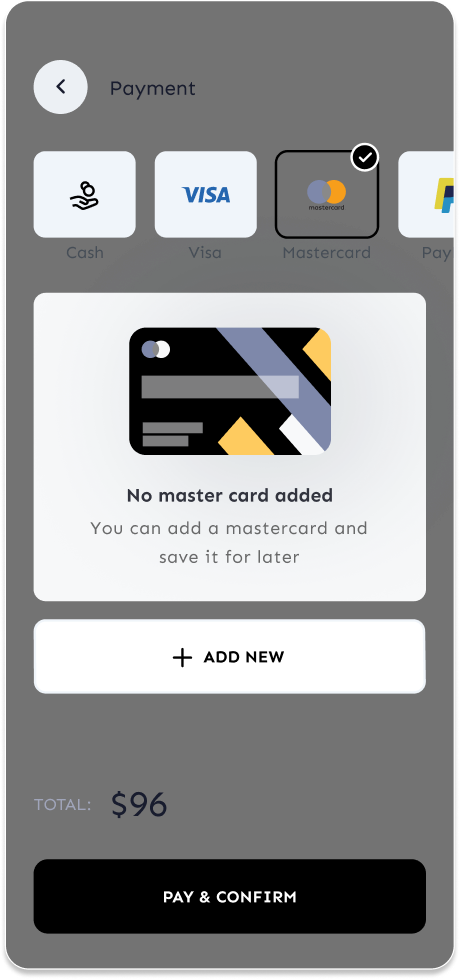 Payment
VISA
mastercard
Cash
Visa
Mastercard
Pay
No master card added
You can add a mastercard and
save it for later
ADD NEW
TOTAL: $96
PAY & CONFIRM